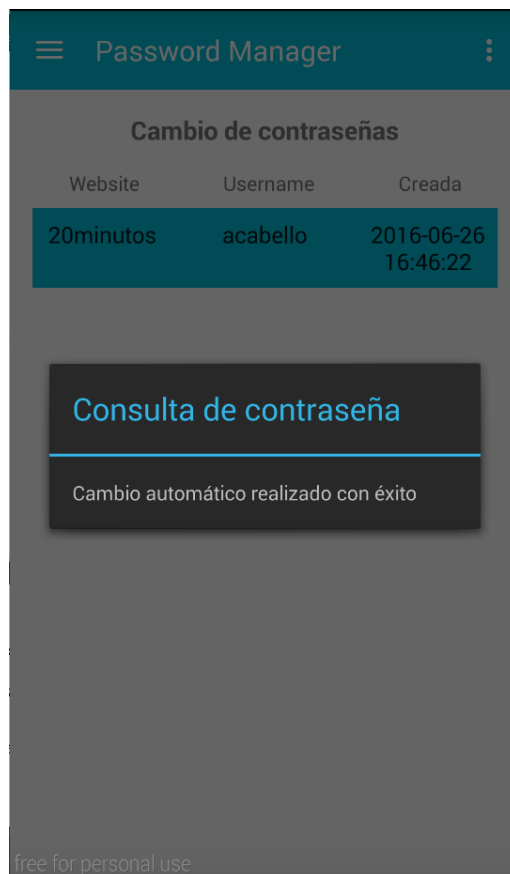 Password Manager
Cambio de contraseñas
Website Username Creada
20minutos acabello 2016-06-26
16:46:22
Consulta de contraseña
Cambio automático realizado con éxito
free for personal use